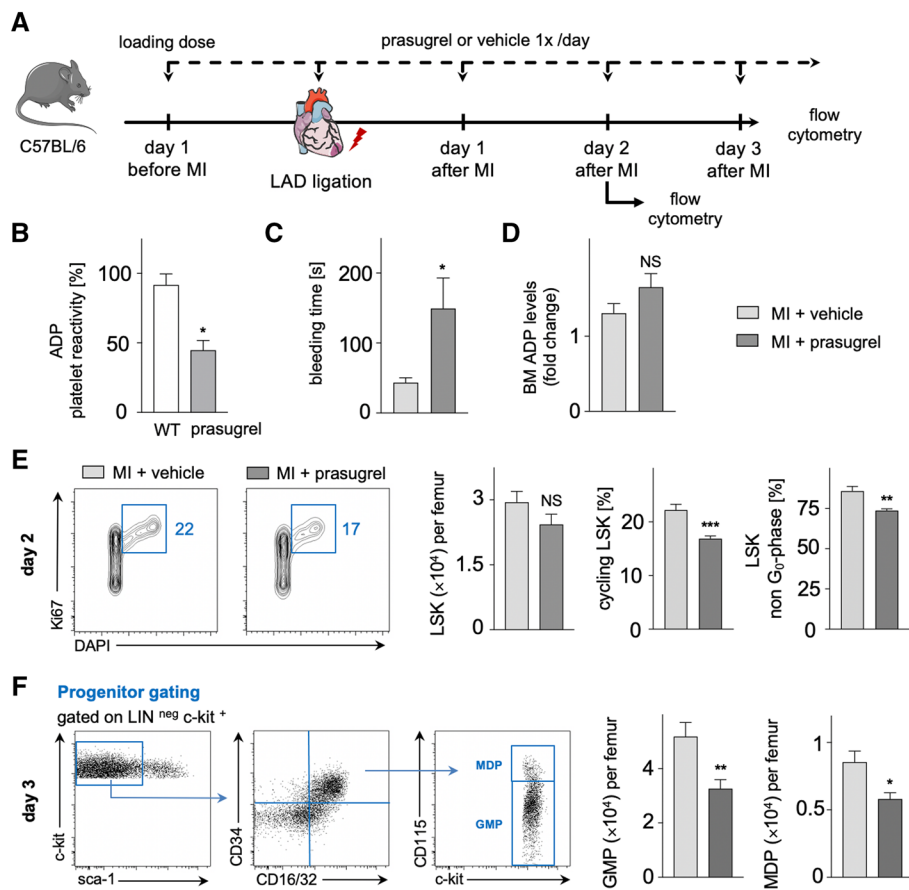 A
loading dose
prasugrel or vehicle 1x /day
C57BL/6
day 1
before MI
LAD ligation
day 1
after MI
day 2
after MI
day 3
after MI
flow
cytometry
flow
cytometry
B
ADP
platelet reactivity [%]
100
50
0
*
WT
prasugrel
C
bleeding time [s]
200
100
0
*
D
BM ADP levels
(fold change)
1
0
NS
MI + vehicle
MI + prasugrel
E
MI + vehicle
MI + prasugrel
day 2
Ki67
DAPI
22
17
LSK (×10⁴) per femur
3
1.5
0
NS
cycling LSK [%]
20
10
0
***
LSK
non G₀-phase [%]
75
50
25
0
**
F
Progenitor gating
gated on LIN ⁿᵉᵍ c-kit ⁺
day 3
c-kit
sca-1
CD34
CD16/32
CD115
c-kit
MDP
GMP
GMP (×10⁴) per femur
4
2
0
**
MDP (×10⁴) per femur
1
0.5
0
*